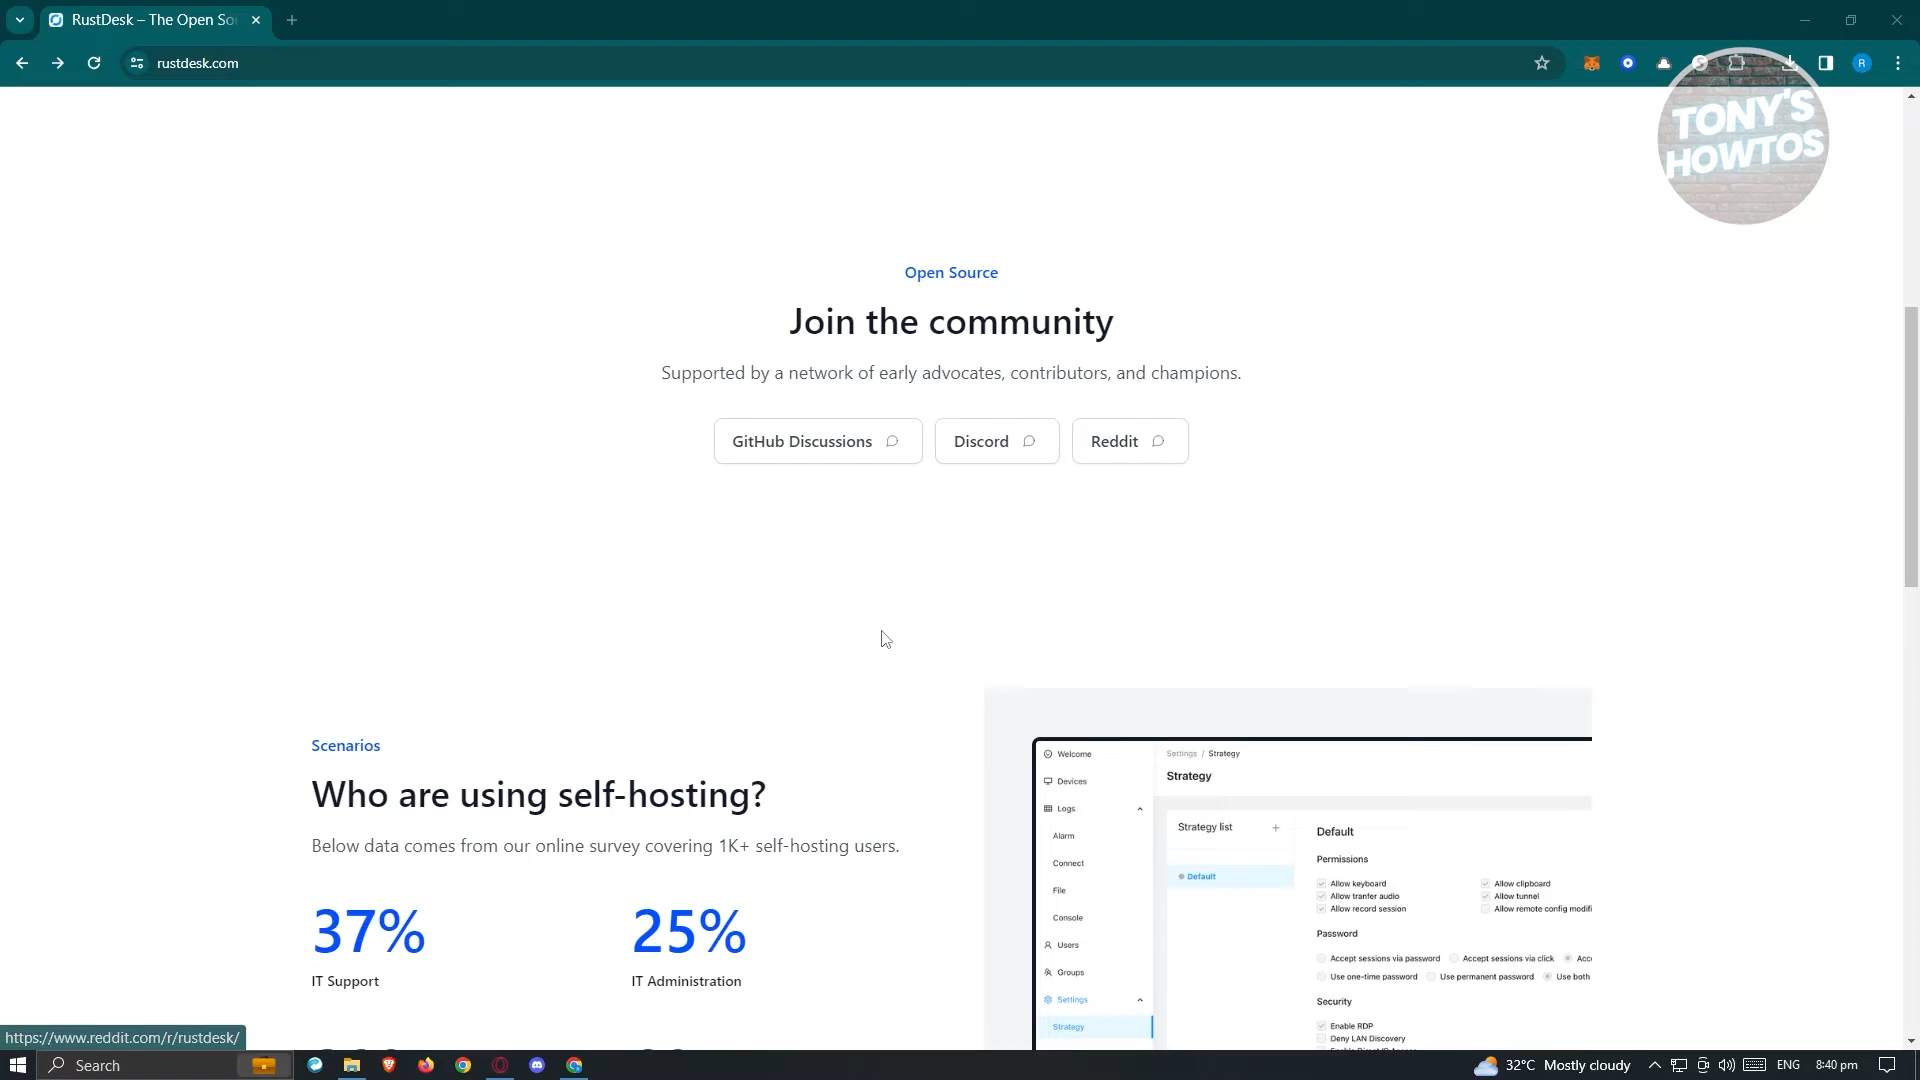 RustDesk – The Open So
rustdesk.com
R
TONY'S
HOWTOS
Open Source
Join the community
Supported by a network of early advocates, contributors, and champions.
GitHub Discussions
Discord
Reddit
Scenarios
Who are using self-hosting?
Below data comes from our online survey covering 1K+ self-hosting users.
37%
25%
IT Support
IT Administration
Welcome
Devices
Logs
Alarm
Connect
File
Console
Users
Groups
Settings
Strategy
Settings / Strategy
Strategy
Strategy list +
Default
Default
Permissions
Allow keyboard
Allow clipboard
Allow tranfer audio
Allow tunnel
Allow record session
Allow remote config modifi
Password
Accept sessions via password
Accept sessions via click
Acc
Use one-time password
Use permanent password
Use both
Security
Enable RDP
Deny LAN Discovery
https://www.reddit.com/r/rustdesk/
Search
32°C Mostly cloudy
ENG
8:40 pm